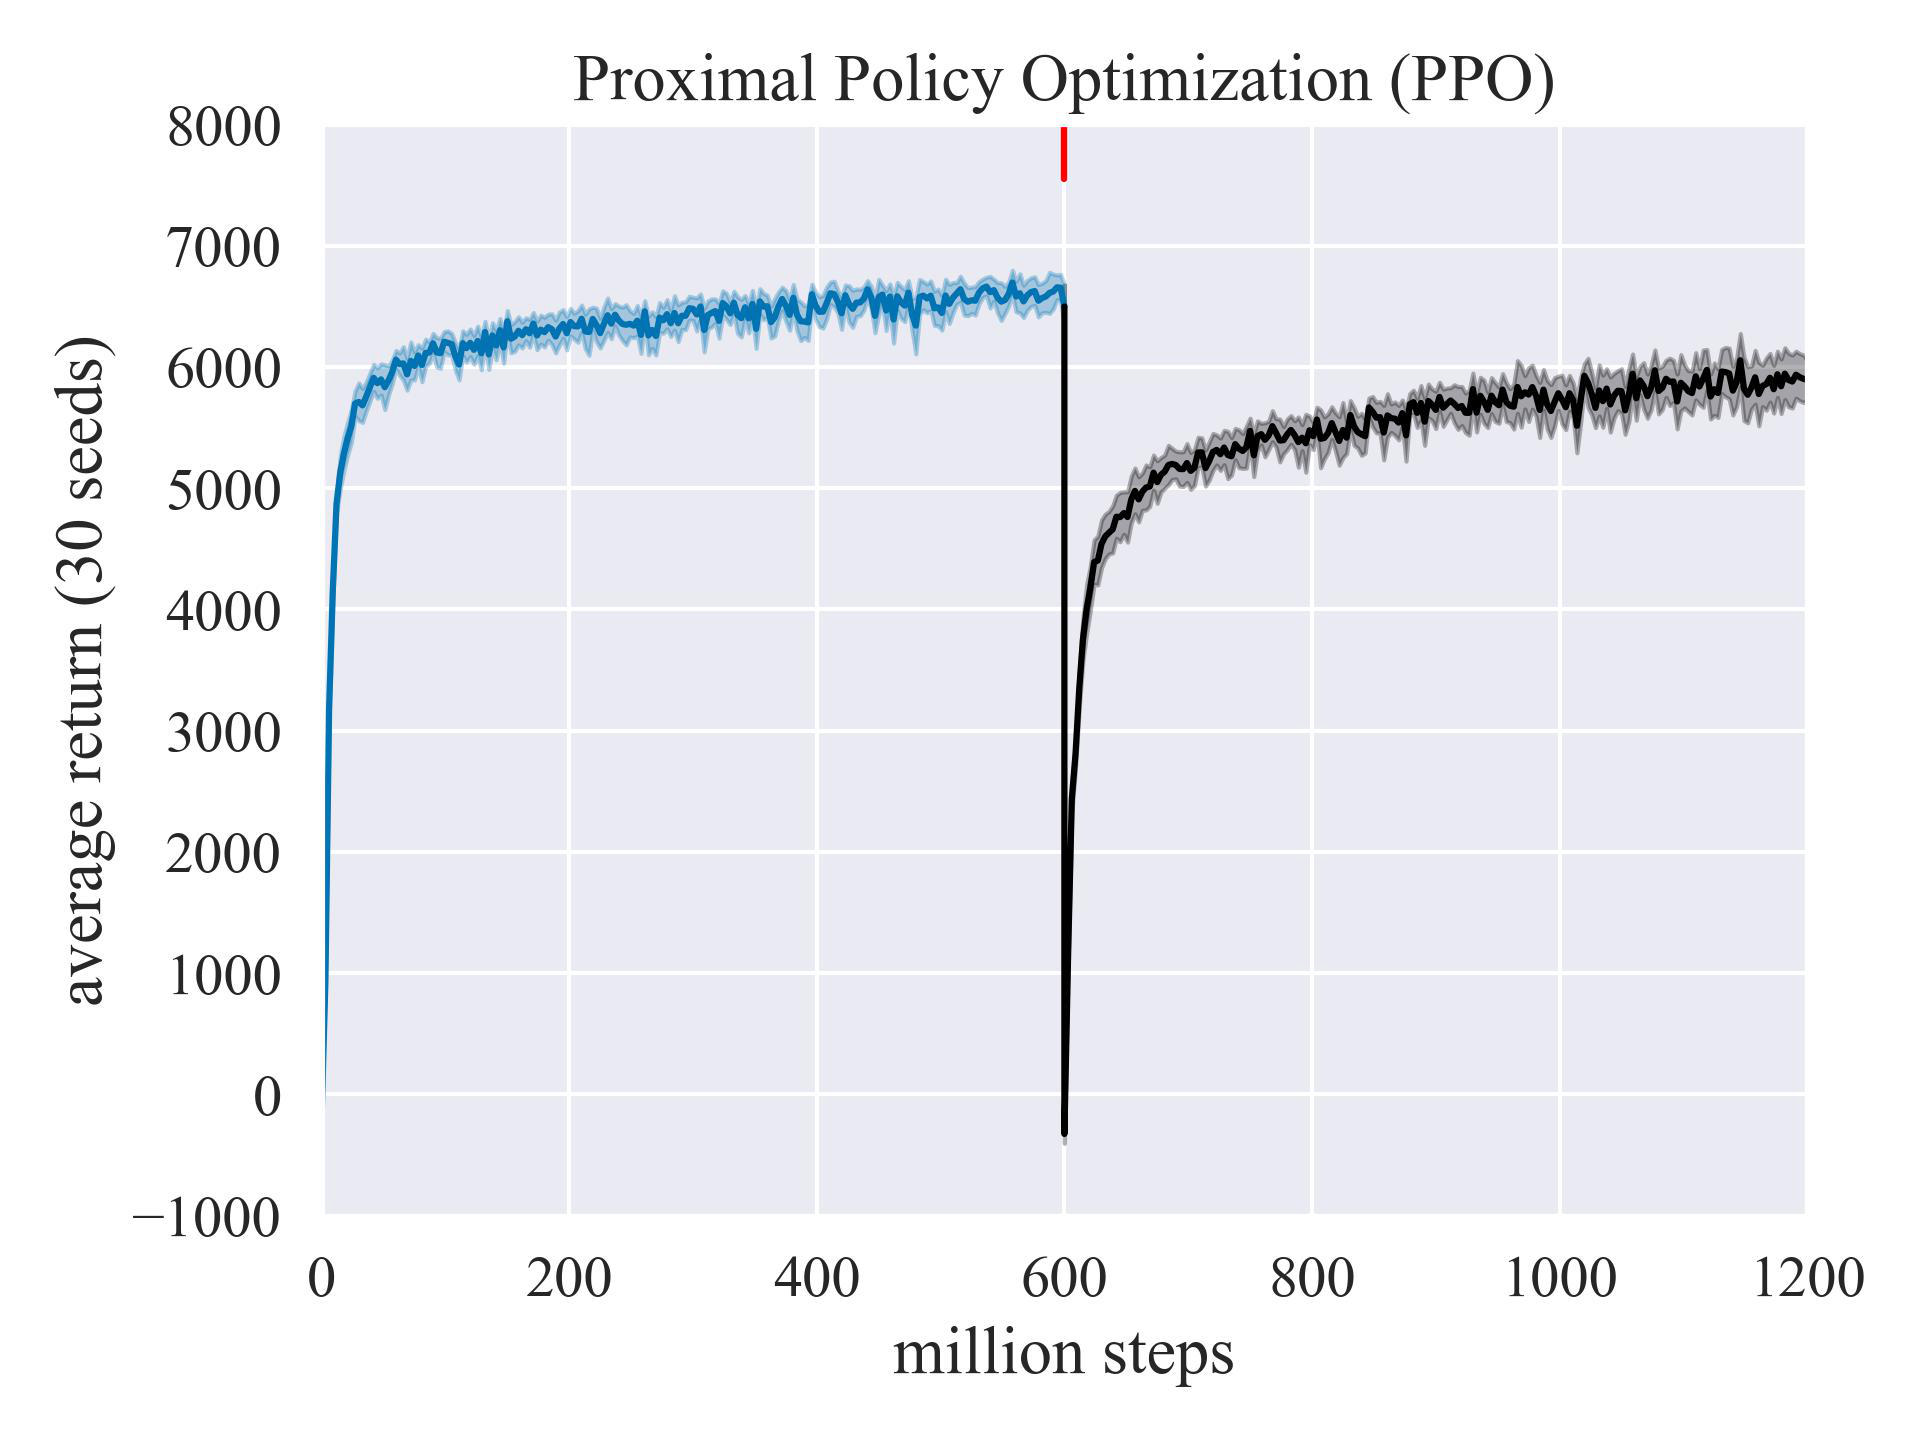 Proximal Policy Optimization (PPO)
8000
7000
6000
5000
4000
3000
2000
1000
0
−1000
average return (30 seeds)
0 200 400 600 800 1000 1200
million steps